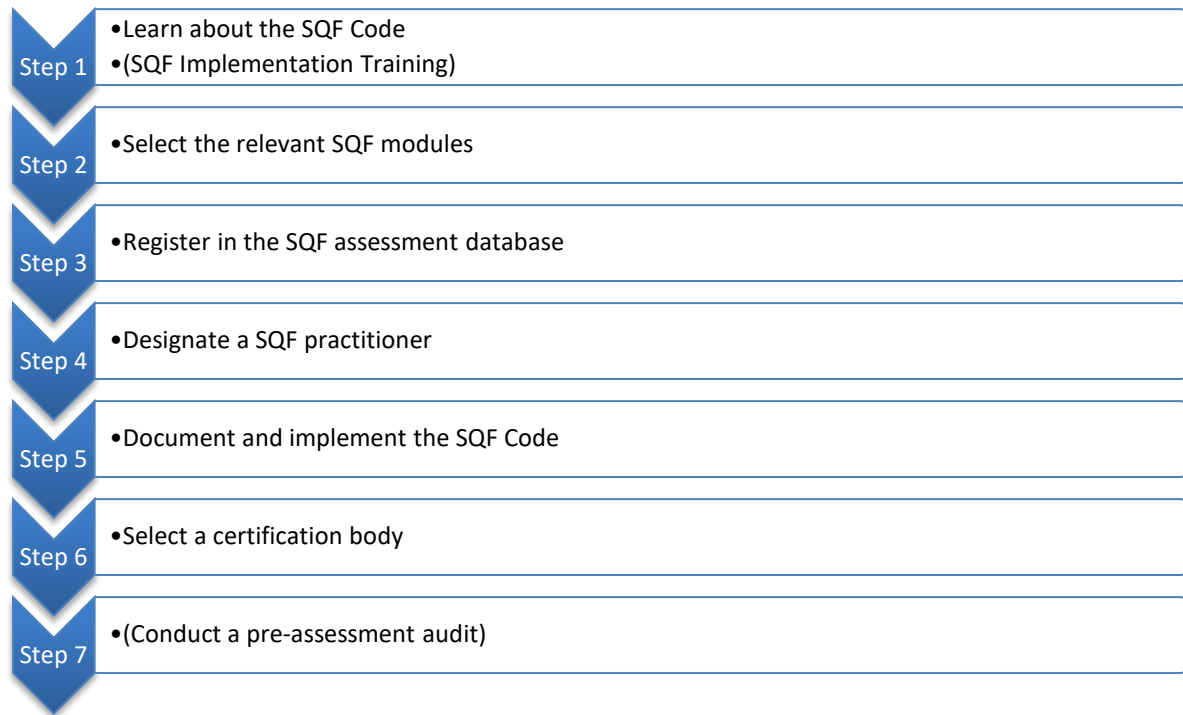 Step 1
•Learn about the SQF Code
•(SQF Implementation Training)
Step 2
•Select the relevant SQF modules
Step 3
•Register in the SQF assessment database
Step 4
•Designate a SQF practitioner
Step 5
•Document and implement the SQF Code
Step 6
•Select a certification body
Step 7
•(Conduct a pre-assessment audit)